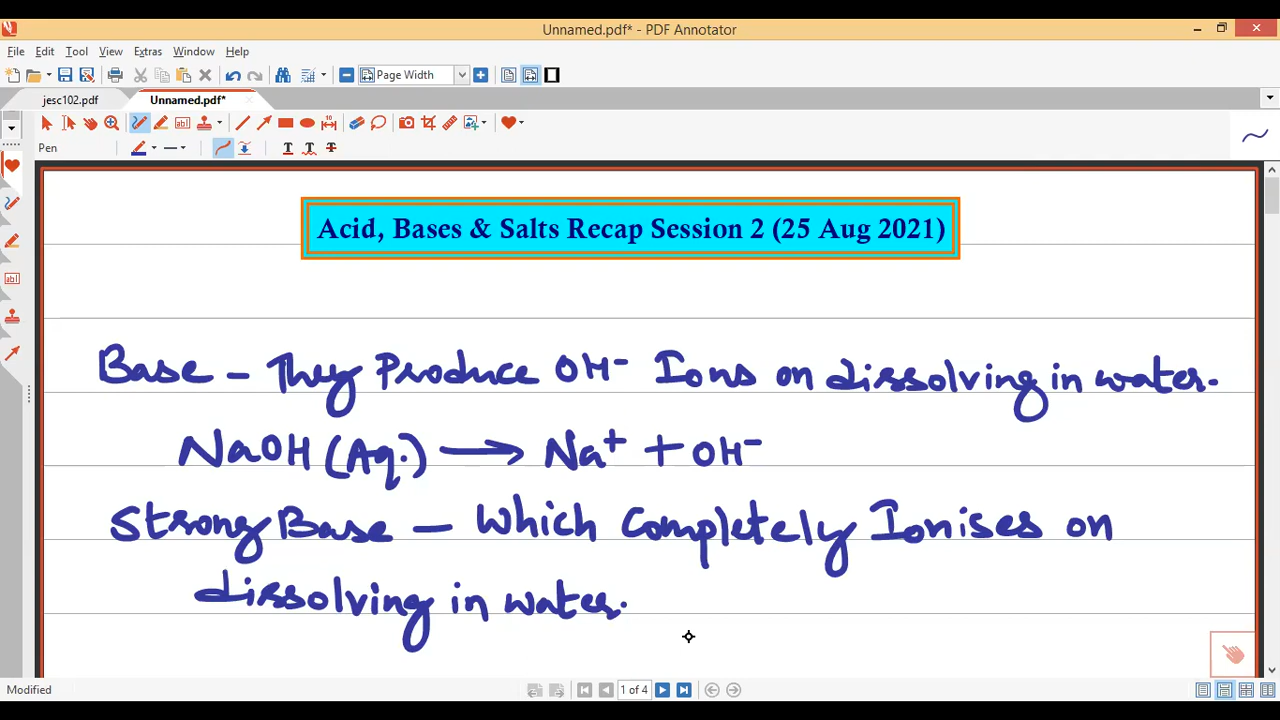 Unnamed.pdf* - PDF Annotator
File Edit Tool View Extras Window Help
Page Width
jesc102.pdf Unnamed.pdf*
Pen
Acid, Bases & Salts Recap Session 2 (25 Aug 2021)
Base - They Produce OH⁻ Ions on dissolving in water.
NaOH (Aq.) ⟶ Na⁺ + OH⁻
Strong Base - Which Completely Ionises on
dissolving in water.
Modified 1 of 4